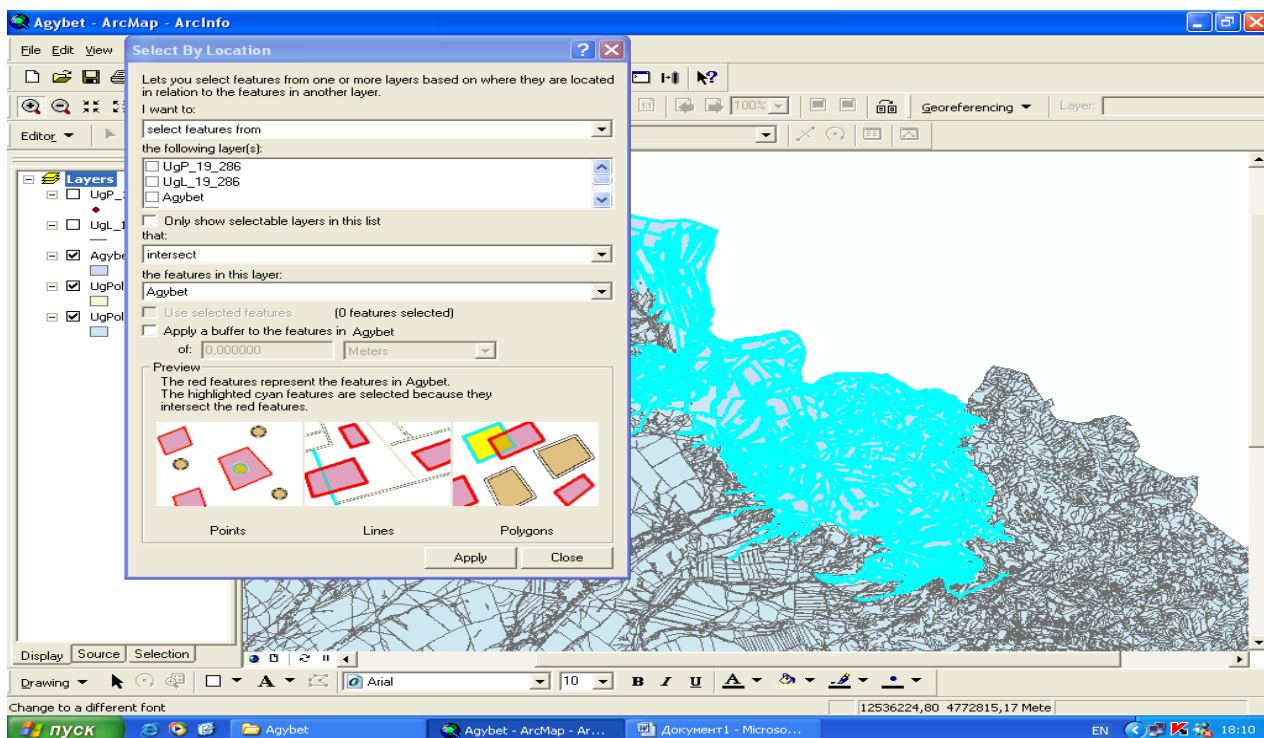 Agybet - ArcMap - ArcInfo
File Edit View
Select By Location
Lets you select features from one or more layers based on where they are located
in relation to the features in another layer.
I want to:
select features from
the following layer(s):
UgP_19_286
UgL_19_286
Agybet
Only show selectable layers in this list
that:
intersect
the features in this layer:
Agybet
Use selected features (0 features selected)
Apply a buffer to the features in Agybet
of: 0,000000 Meters
Preview
The red features represent the features in Agybet.
The highlighted cyan features are selected because they
intersect the red features.
Points Lines Polygons
Apply Close
100%
Georeferencing Layer:
Editor
Layers
UgP_
UgL_1
Agybe
UgPol
UgPol
Display Source Selection
Drawing A Arial 10 B I U A
Change to a different font
12536224,80 4772815,17 Mete
пуск Agybet Agybet - ArcMap - Ar... Документ1 - Microso... EN 18:10